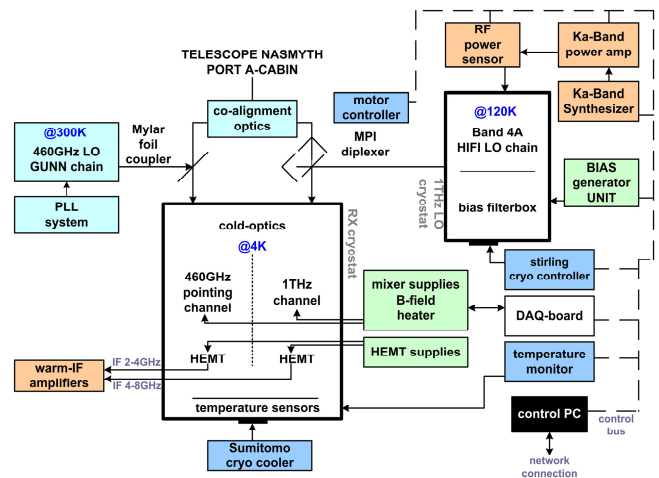 TELESCOPE NASMYTH
PORT A-CABIN
RF
power
sensor
Ka-Band
power amp
co-alignment
optics
motor
controller
Ka-Band
Synthesizer
@300K
460GHz LO
GUNN chain
Mylar
foil
coupler
MPI
diplexer
@120K
Band 4A
HIFI LO chain
bias filterbox
BIAS
generator
UNIT
PLL
system
1THz LO
cryostat
RX cryostat
cold-optics
@4K
460GHz
pointing
channel
1THz
channel
stirling
cryo controller
mixer supplies
B-field
heater
DAQ-board
HEMT
HEMT
HEMT supplies
temperature
monitor
warm-IF
amplifiers
IF 2-4GHz
IF 4-8GHz
temperature sensors
control PC
control
bus
Sumitomo
cryo cooler
network
connection